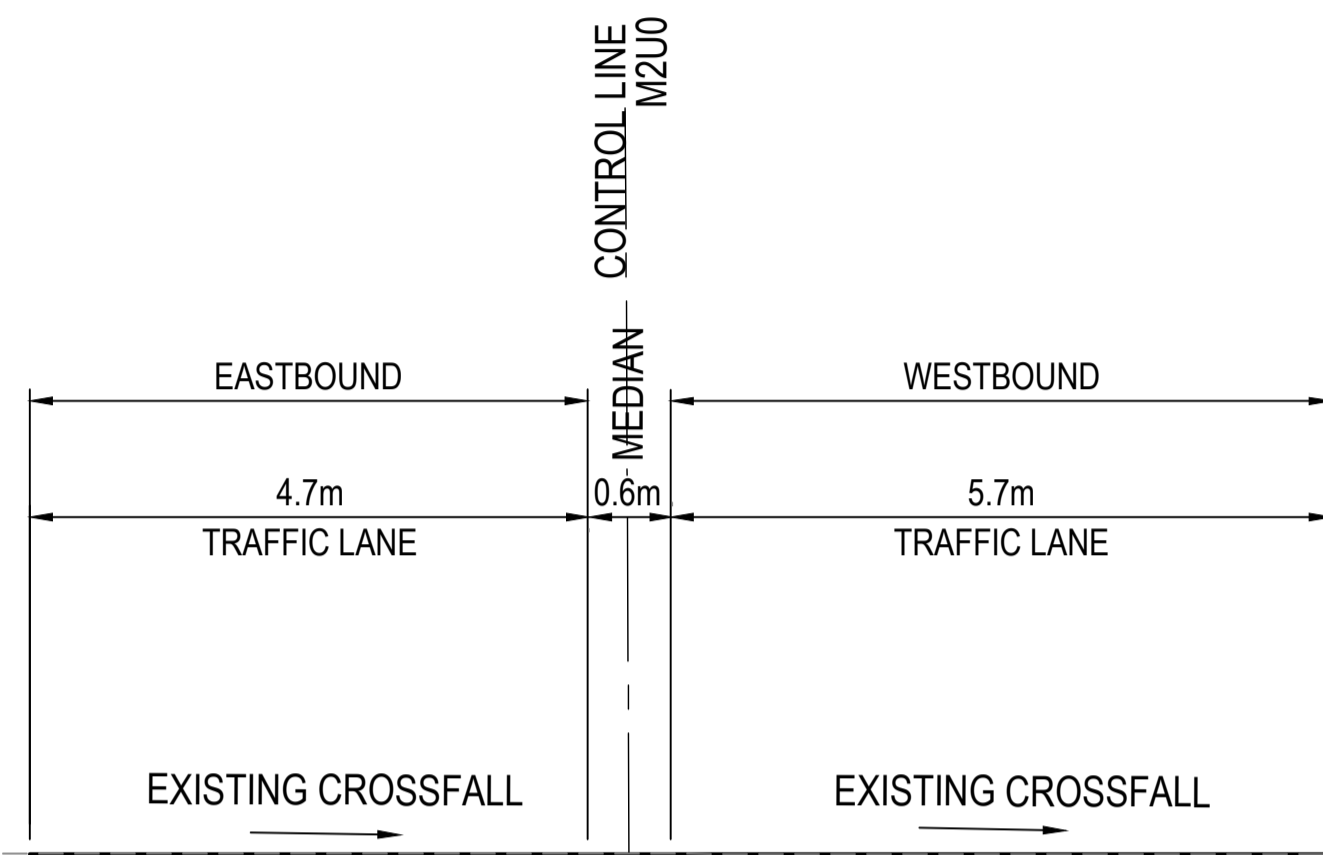 CONTROL LINE
M2U0
MEDIAN
EASTBOUND
WESTBOUND
4.7m
0.6m
5.7m
TRAFFIC LANE
TRAFFIC LANE
EXISTING CROSSFALL
EXISTING CROSSFALL